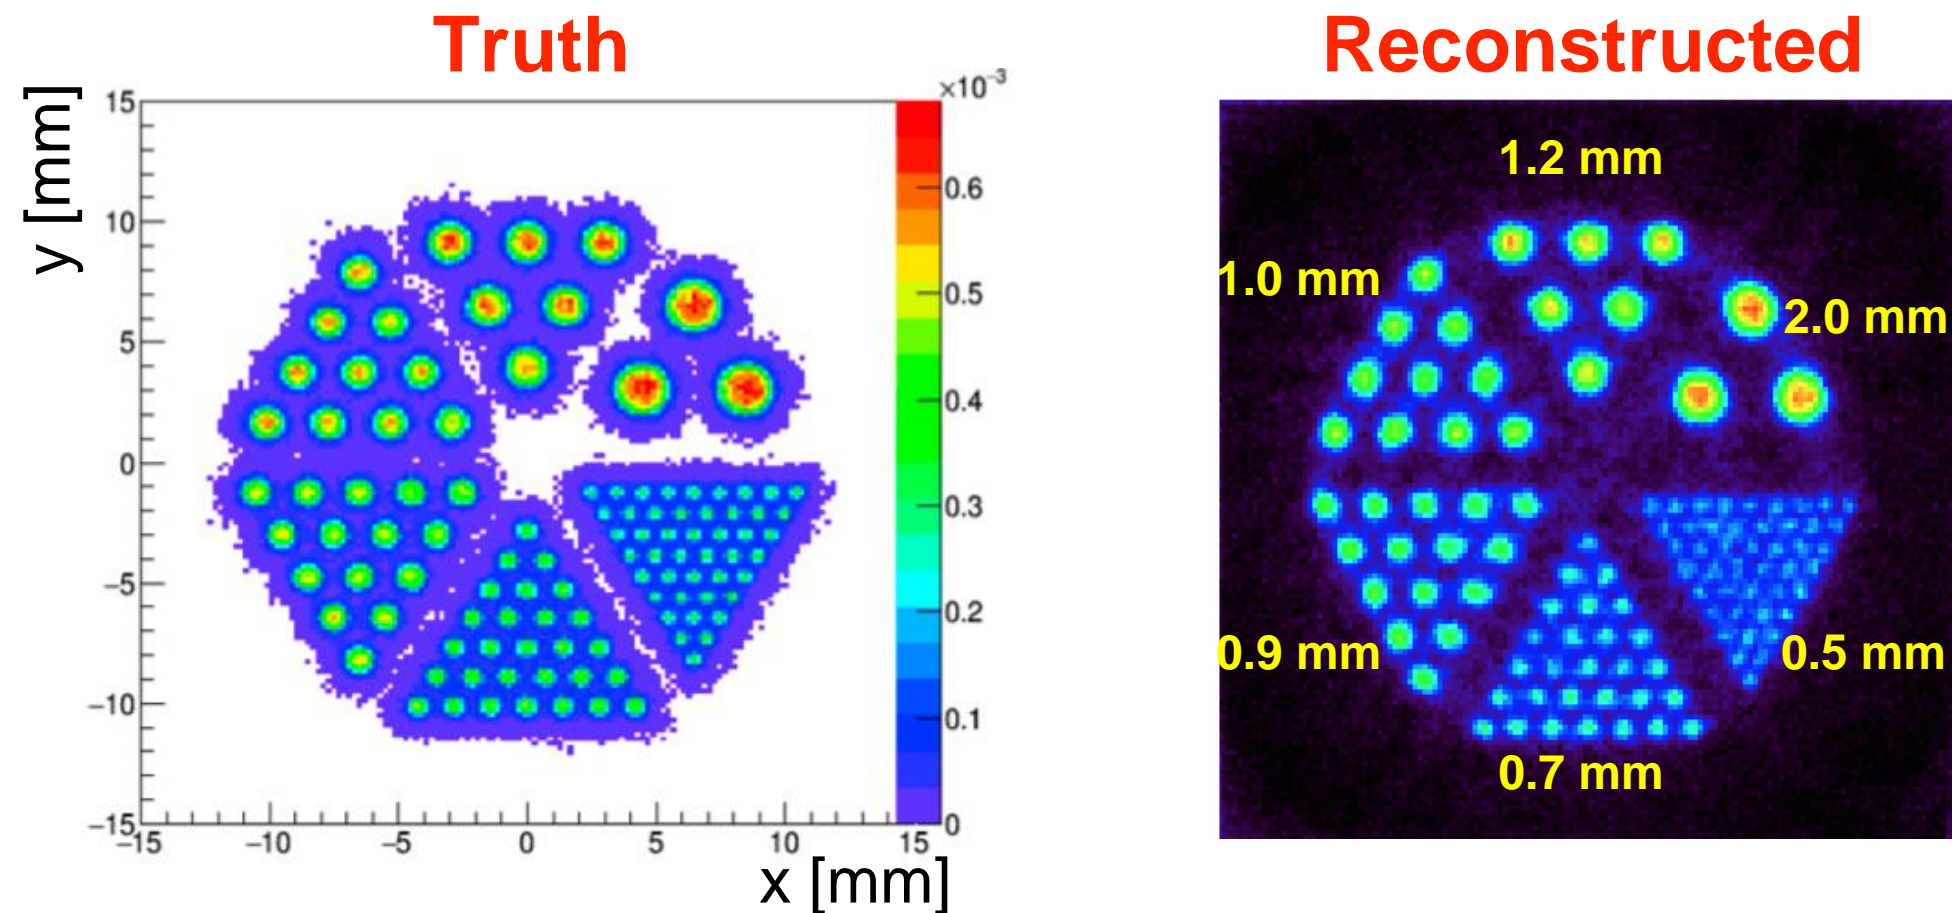 Truth
Reconstructed
×10⁻³
y [mm]
15
10
5
0
−5
−10
−15
−15
−10
−5
0
5
10
15
x [mm]
0.6
0.5
0.4
0.3
0.2
0.1
0
1.2 mm
1.0 mm
2.0 mm
0.9 mm
0.5 mm
0.7 mm